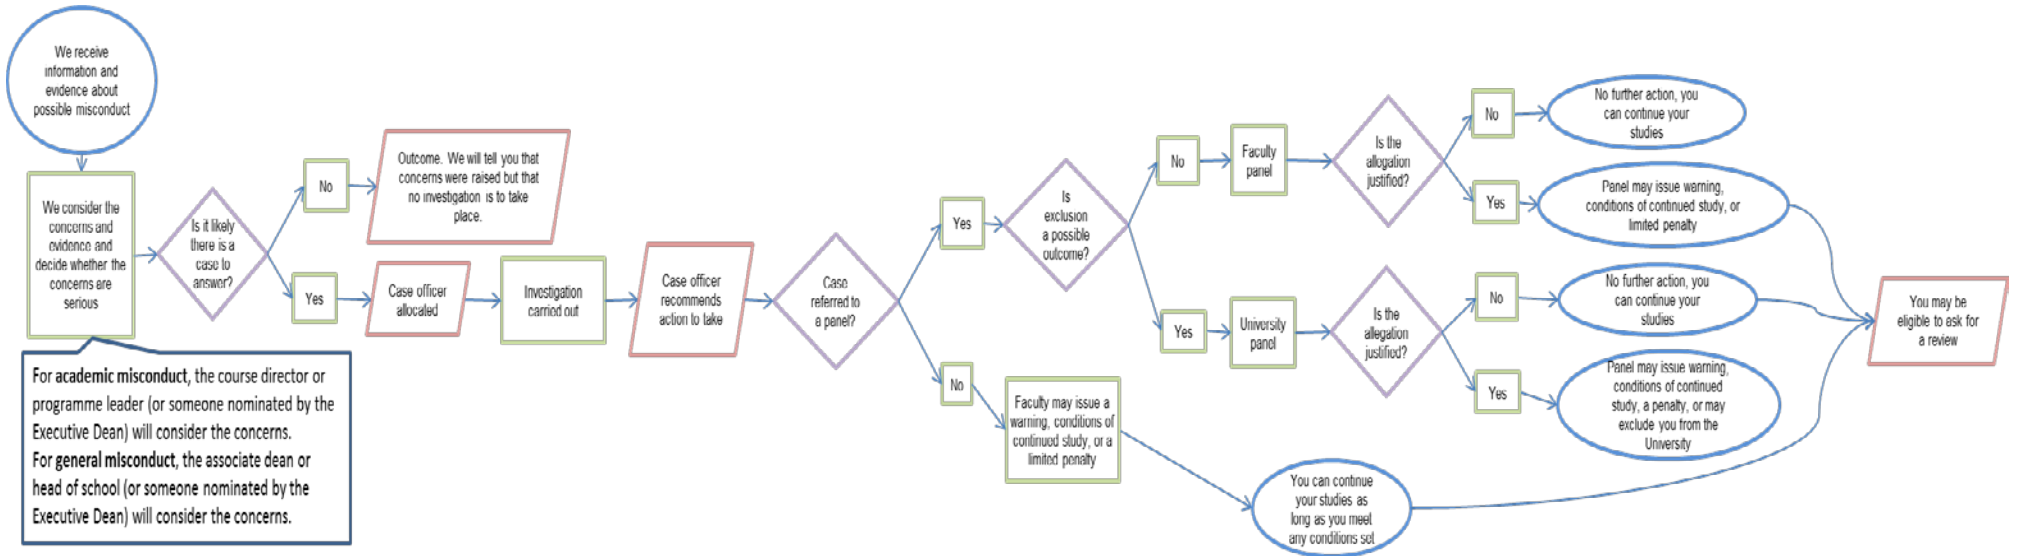 We receive
information and
evidence about
possible misconduct
We consider the
concerns and
evidence and
decide whether the
concerns are
serious
For academic misconduct, the course director or
programme leader (or someone nominated by the
Executive Dean) will consider the concerns.
For general misconduct, the associate dean or
head of school (or someone nominated by the
Executive Dean) will consider the concerns.
Is it likely
there is a
case to
answer?
No
Outcome. We will tell you that
concerns were raised but that
no investigation is to take
place.
Yes
Case officer
allocated
Investigation
carried out
Case officer
recommends
action to take
Case
referred to
a panel?
Yes
Is
exclusion
a possible
outcome?
No
Faculty
panel
Is the
allegation
justified?
No
No further action, you
can continue your
studies
Yes
Panel may issue warning,
conditions of continued study, or
limited penalty
Yes
University
panel
Is the
allegation
justified?
No
No further action, you
can continue your
studies
Yes
Panel may issue warning,
conditions of continued
study, a penalty, or may
exclude you from the
University
No
Faculty may issue a
warning, conditions of
continued study, or a
limited penalty
You can continue
your studies as
long as you meet
any conditions set
You may be
eligible to ask for
a review